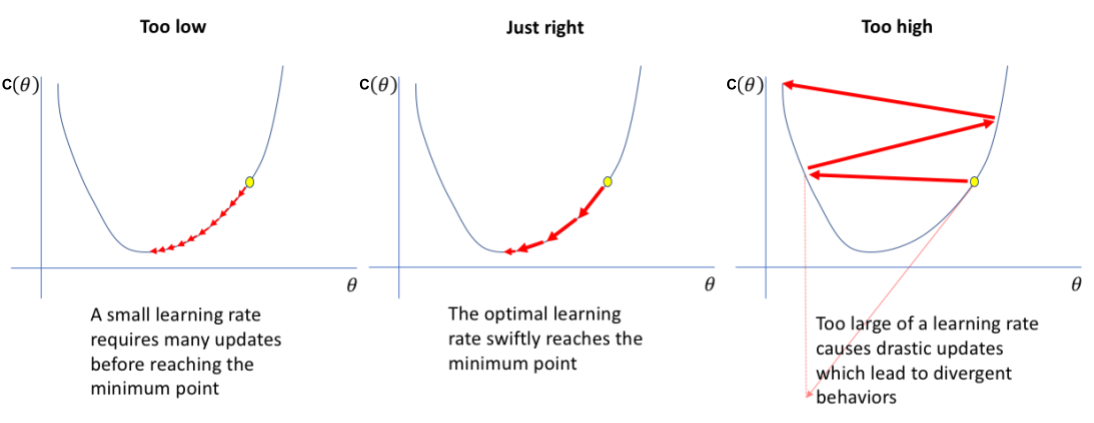 Too low
c(θ)
θ
A small learning rate
requires many updates
before reaching the
minimum point
Just right
c(θ)
θ
The optimal learning
rate swiftly reaches the
minimum point
Too high
c(θ)
θ
Too large of a learning rate
causes drastic updates
which lead to divergent
behaviors